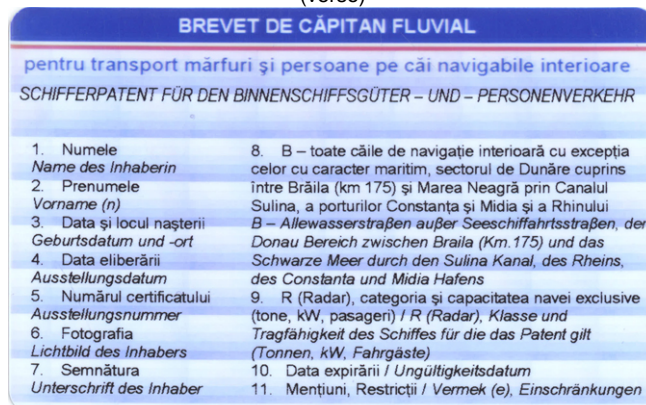 (verso)
BREVET DE CĂPITAN FLUVIAL
pentru transport mărfuri şi persoane pe căi navigabile interioare
SCHIFFERPATENT FÜR DEN BINNENSCHIFFSGÜTER – UND – PERSONENVERKEHR
1. Numele
Name des Inhaberin
2. Prenumele
Vorname (n)
3. Data şi locul naşterii
Geburtsdatum und -ort
4. Data eliberării
Ausstellungsdatum
5. Numărul certificatului
Ausstellungsnummer
6. Fotografia
Lichtbild des Inhabers
7. Semnătura
Unterschrift des Inhaber
8. B – toate căile de navigaţie interioară cu excepţia
celor cu caracter maritim, sectorul de Dunăre cuprins
între Brăila (km 175) şi Marea Neagră prin Canalul
Sulina, a porturilor Constanţa şi Midia şi a Rhinului
B – Allewasserstraßen außer Seeschiffahrtsstraßen, der
Donau Bereich zwischen Braila (Km.175) und das
Schwarze Meer durch den Sulina Kanal, des Rheins,
des Constanta und Midia Hafens
9. R (Radar), categoria şi capacitatea navei exclusive
(tone, kW, pasageri) / R (Radar), Klasse und
Tragfähigkeit des Schiffes für die das Patent gilt
(Tonnen, kW, Fahrgäste)
10. Data expirării / Ungültigkeitsdatum
11. Menţiuni, Restricţii / Vermek (e), Einschränkungen